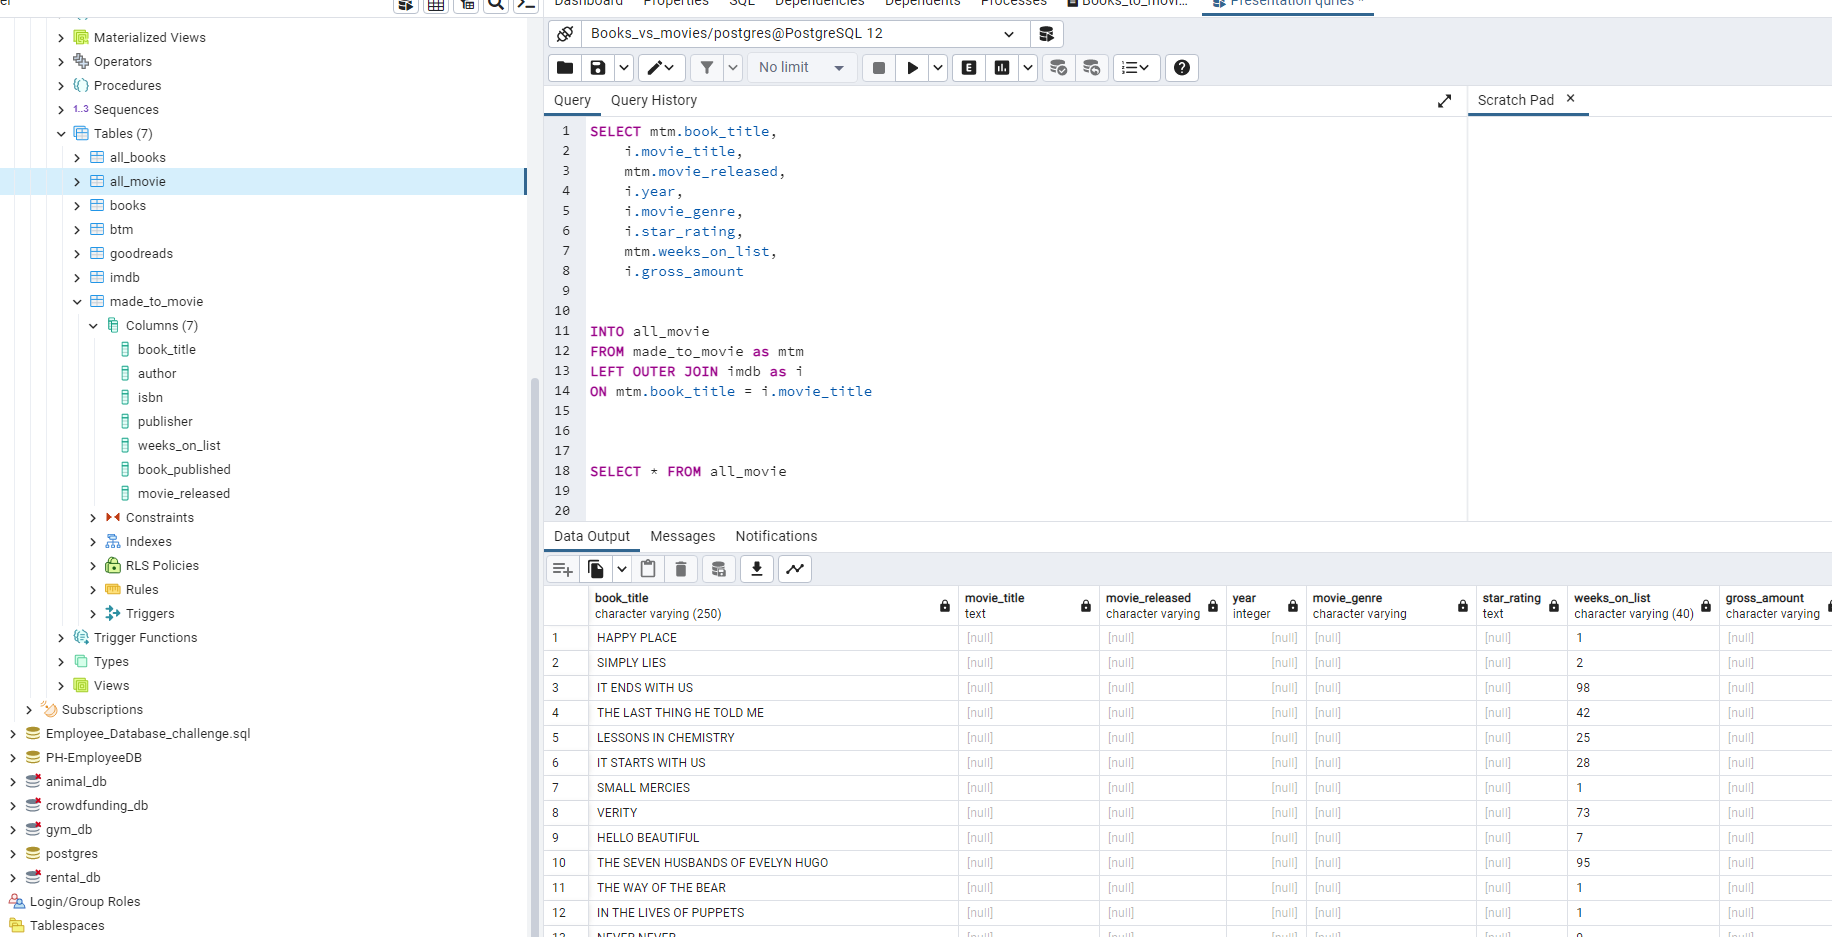 er
Dashboard Properties SQL Dependencies Dependents Processes Books_to_movi... Presentation quries *
Materialized Views
Operators
Procedures
1..3 Sequences
Tables (7)
all_books
all_movie
books
btm
goodreads
imdb
made_to_movie
Columns (7)
book_title
author
isbn
publisher
weeks_on_list
book_published
movie_released
Constraints
Indexes
RLS Policies
Rules
Triggers
Trigger Functions
Types
Views
Subscriptions
Employee_Database_challenge.sql
PH-EmployeeDB
animal_db
crowdfunding_db
gym_db
postgres
rental_db
Login/Group Roles
Tablespaces
Books_vs_movies/postgres@PostgreSQL 12
No limit
E
Query Query History
Scratch Pad ×
1 SELECT mtm.book_title,
2 i.movie_title,
3 mtm.movie_released,
4 i.year,
5 i.movie_genre,
6 i.star_rating,
7 mtm.weeks_on_list,
8 i.gross_amount
9
10
11 INTO all_movie
12 FROM made_to_movie as mtm
13 LEFT OUTER JOIN imdb as i
14 ON mtm.book_title = i.movie_title
15
16
17
18 SELECT * FROM all_movie
19
20
Data Output Messages Notifications
book_title movie_title movie_released year movie_genre star_rating weeks_on_list gross_amount
character varying (250) text character varying integer character varying text character varying (40) character varying
1 HAPPY PLACE [null] [null] [null] [null] [null] 1 [null]
2 SIMPLY LIES [null] [null] [null] [null] [null] 2 [null]
3 IT ENDS WITH US [null] [null] [null] [null] [null] 98 [null]
4 THE LAST THING HE TOLD ME [null] [null] [null] [null] [null] 42 [null]
5 LESSONS IN CHEMISTRY [null] [null] [null] [null] [null] 25 [null]
6 IT STARTS WITH US [null] [null] [null] [null] [null] 28 [null]
7 SMALL MERCIES [null] [null] [null] [null] [null] 1 [null]
8 VERITY [null] [null] [null] [null] [null] 73 [null]
9 HELLO BEAUTIFUL [null] [null] [null] [null] [null] 7 [null]
10 THE SEVEN HUSBANDS OF EVELYN HUGO [null] [null] [null] [null] [null] 95 [null]
11 THE WAY OF THE BEAR [null] [null] [null] [null] [null] 1 [null]
12 IN THE LIVES OF PUPPETS [null] [null] [null] [null] [null] 1 [null]
13 NEVER NEVER